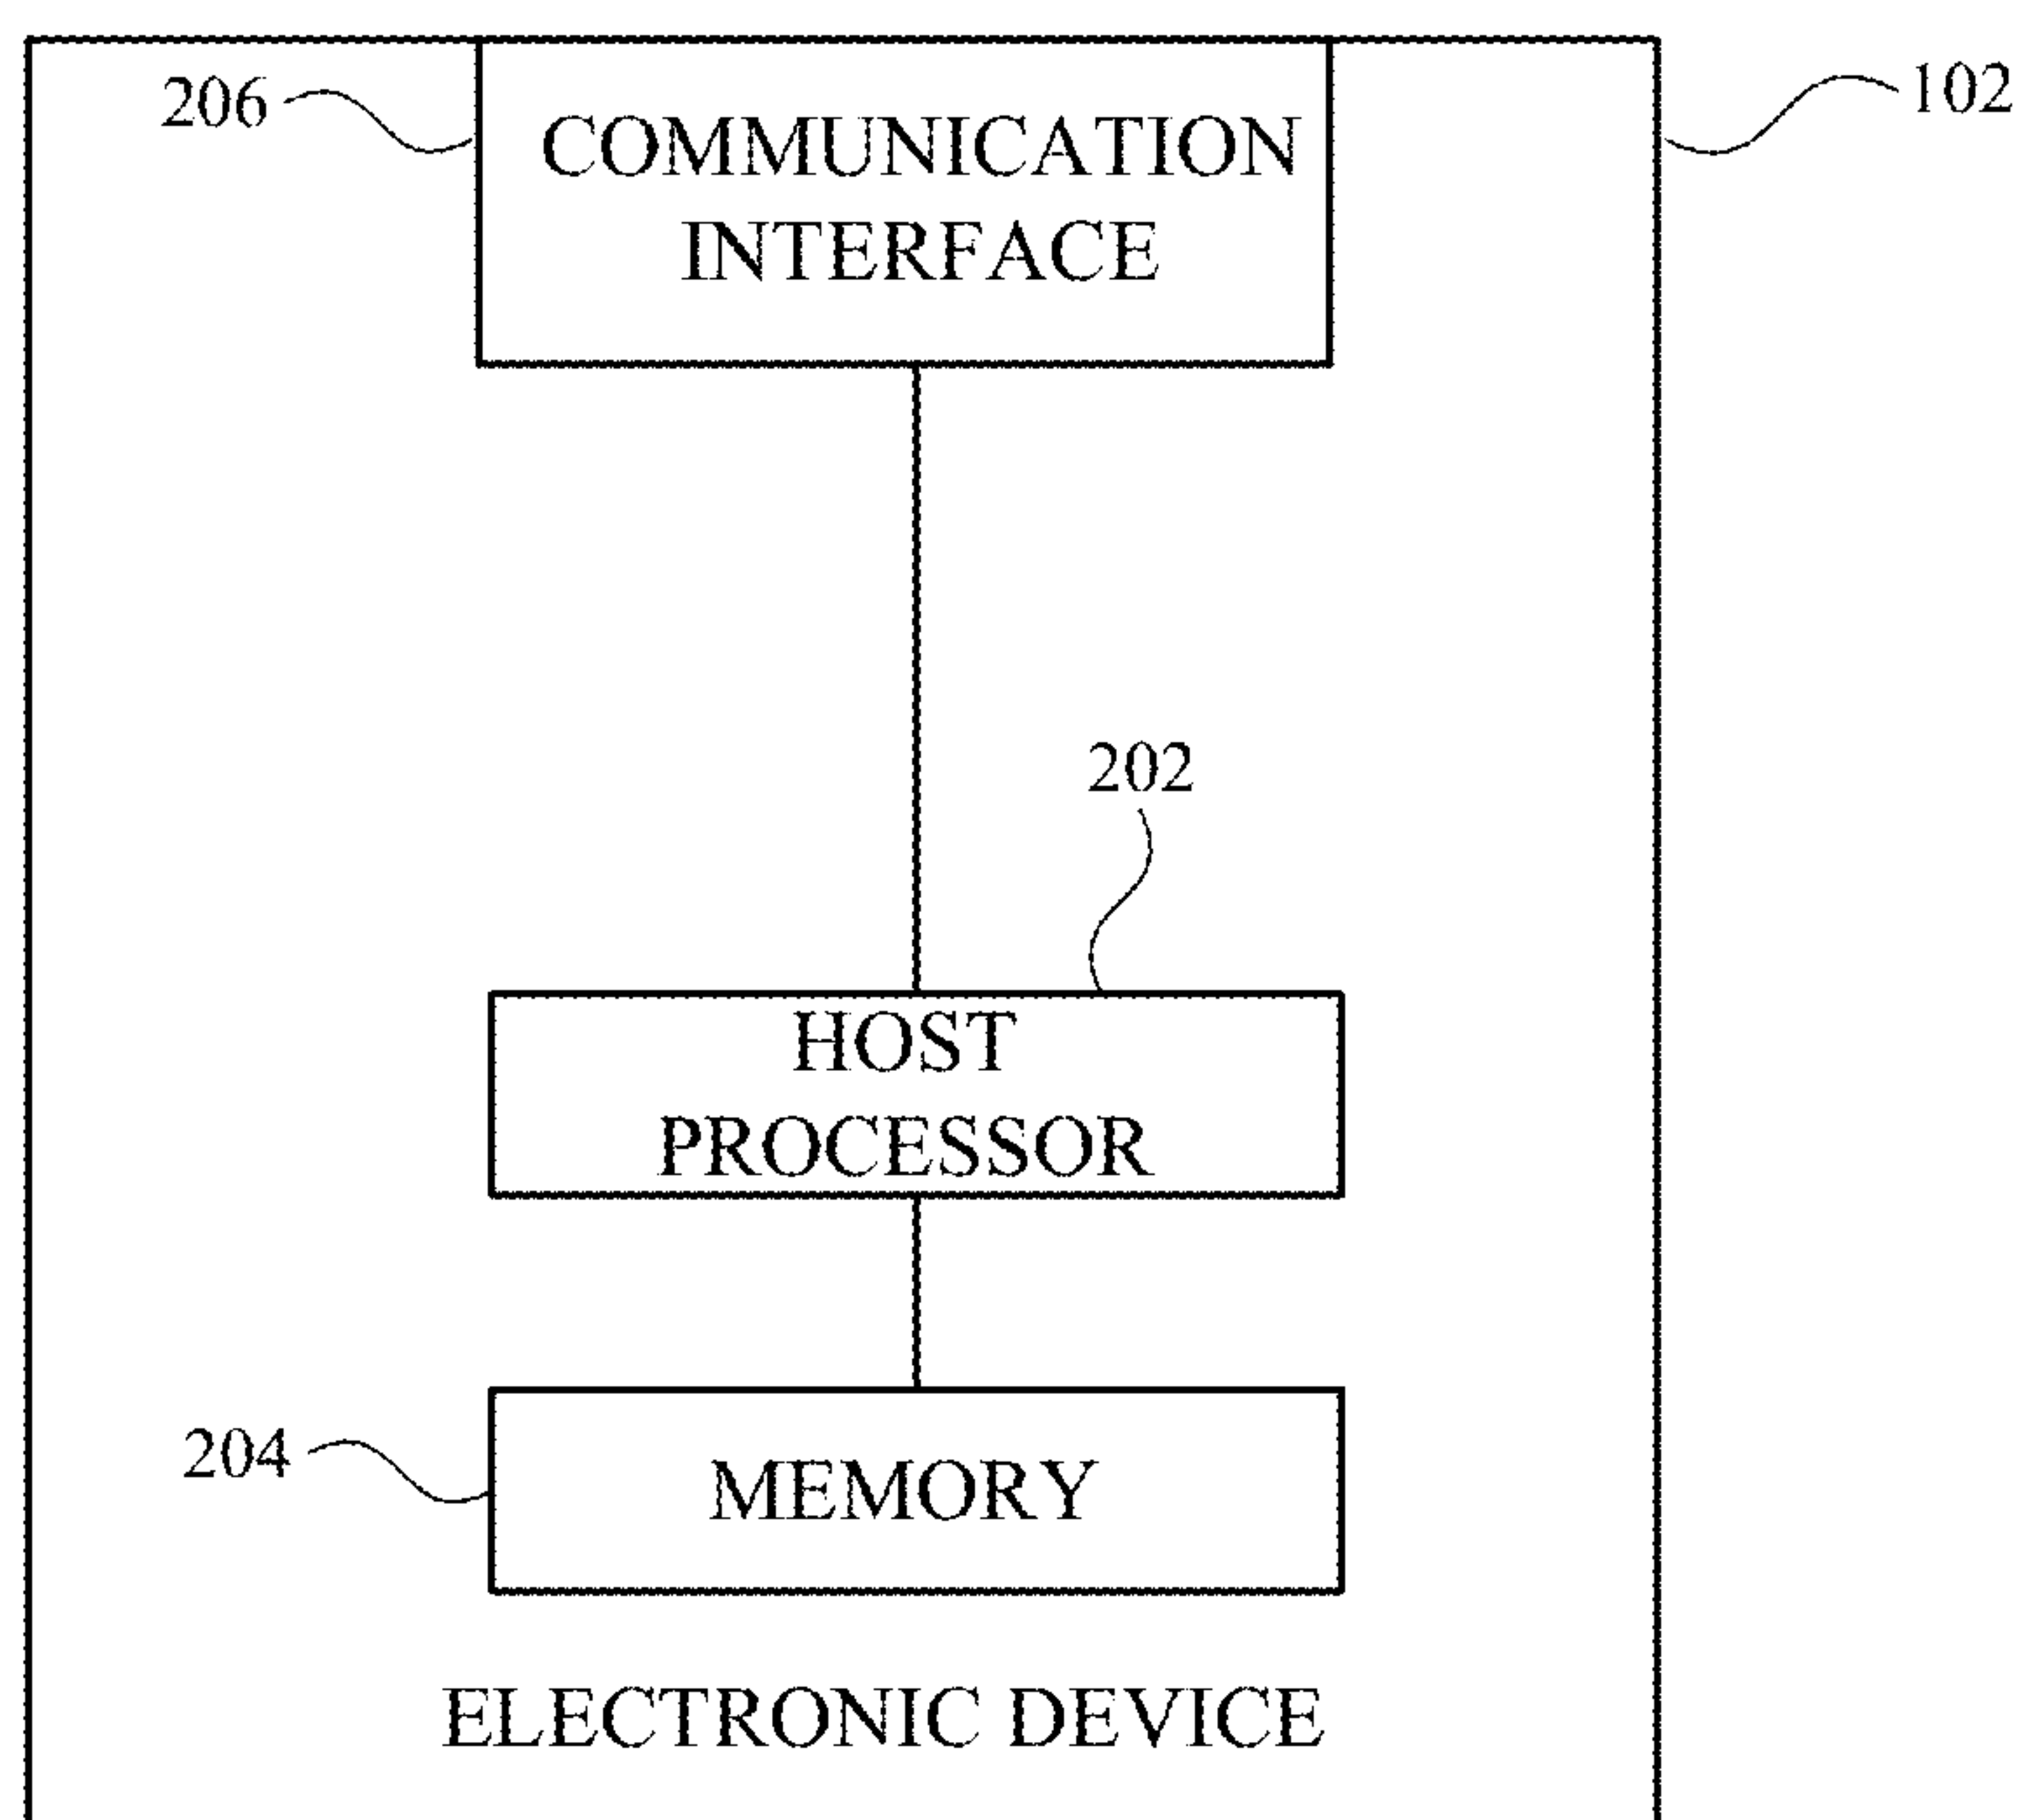 206
COMMUNICATION
INTERFACE
102
202
HOST
PROCESSOR
204
MEMORY
ELECTRONIC DEVICE